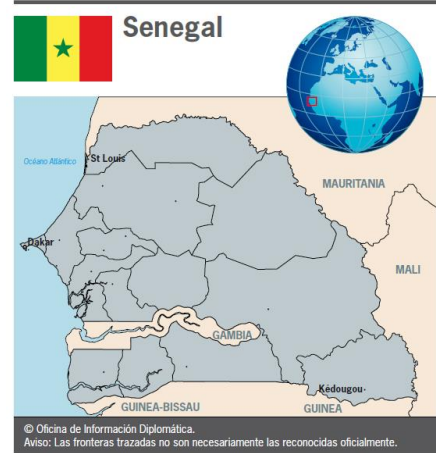 Senegal
Océano Atlántico
St Louis
MAURITANIA
Dakar
MALI
GAMBIA
Kédougou
GUINEA-BISSAU
GUINEA
© Oficina de Información Diplomática.
Aviso: Las fronteras trazadas no son necesariamente las reconocidas oficialmente.